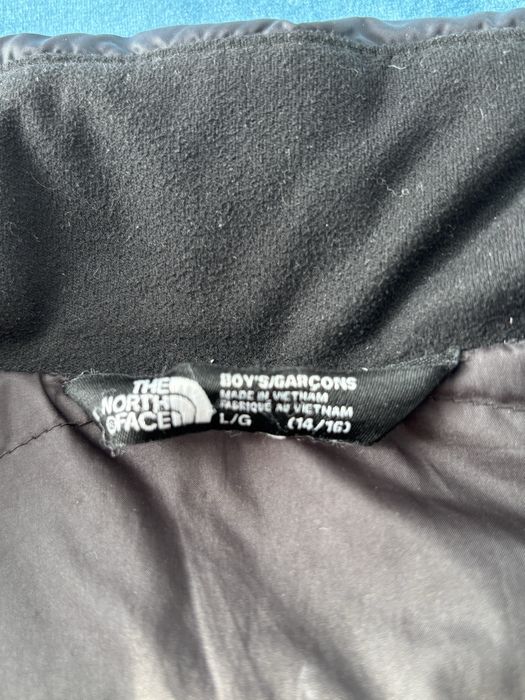 THE
NORTH
FACE
BOY'S/GARÇONS
MADE IN VIETNAM
FABRIQUÉ AU VIETNAM
L/G (14/16)